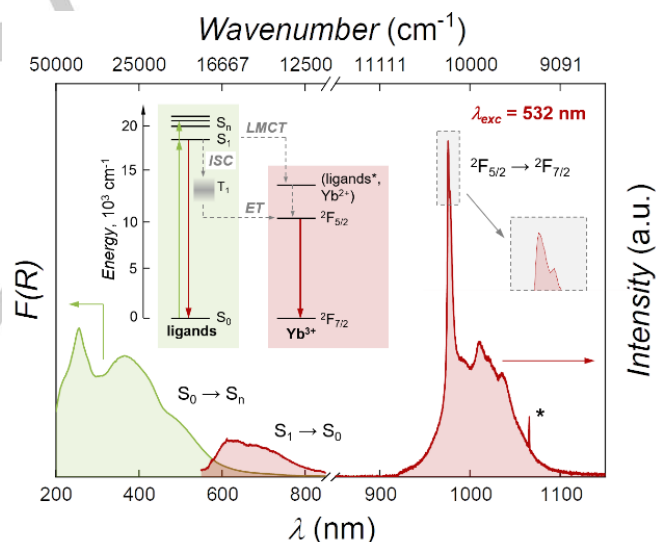 Wavenumber (cm⁻¹)
50000 25000 16667 12500 11111 10000 9091
λexc = 532 nm
Energy, 10³ cm⁻¹
20
15
10
5
0
Sn
S1
ISC
T1
S0
ligands
LMCT
ET
(ligands*,
Yb²⁺)
²F5/2
²F7/2
Yb³⁺
²F5/2 → ²F7/2
F(R)
Intensity (a.u.)
S0 → Sn
S1 → S0
*
200 400 600 800 900 1000 1100
λ (nm)